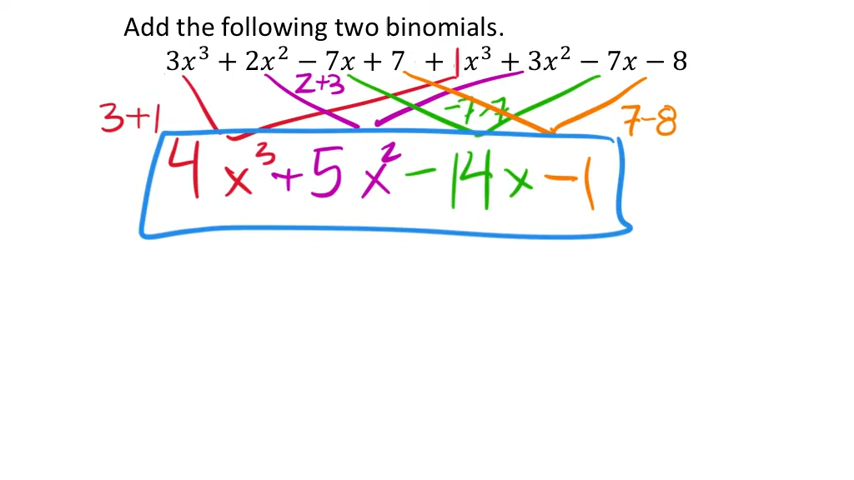 Add the following two binomials.
3x³ + 2x² − 7x + 7 + 1x³ + 3x² − 7x − 8
3+1 2+3 -7-7 7-8
4x³ + 5x² - 14x - 1